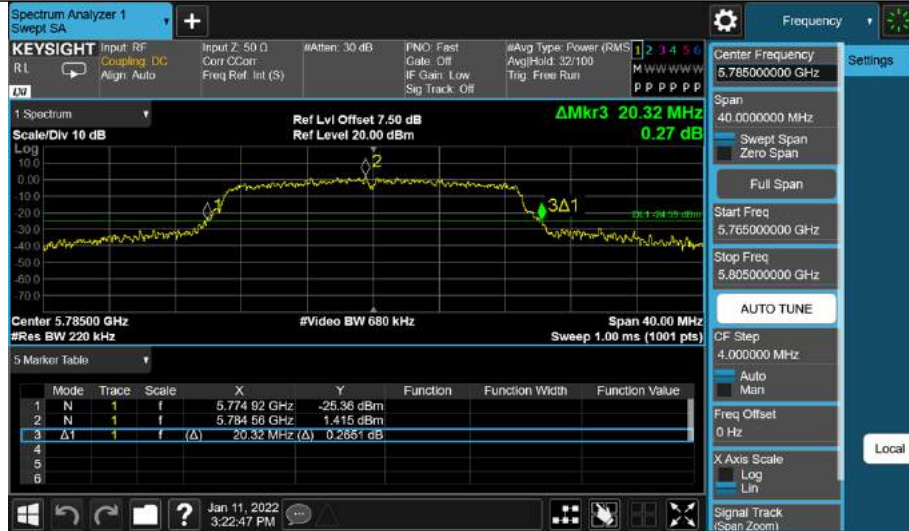 Spectrum Analyzer 1
Swept SA
+
Frequency
KEYSIGHT
RL
LXI
Input: RF
Coupling: DC
Align: Auto
Input Z: 50 Ω
Corr CCorr
Freq Ref: Int (S)
#Atten: 30 dB
PNO: Fast
Gate: Off
IF Gain: Low
Sig Track: Off
#Avg Type: Power (RMS
Avg|Hold: 32/100
Trig: Free Run
1 2 3 4 5 6
M W W W W W
P P P P P P
1 Spectrum
Scale/Div 10 dB
Ref Lvl Offset 7.50 dB
Ref Level 20.00 dBm
ΔMkr3 20.32 MHz
0.27 dB
Log
10.0
0.00
-10.0
-20.0
-30.0
-40.0
-50.0
-60.0
-70.0
1
2
3Δ1
DL1 -24.59 dBm
Center 5.78500 GHz
#Res BW 220 kHz
#Video BW 680 kHz
Span 40.00 MHz
Sweep 1.00 ms (1001 pts)
5 Marker Table
Mode Trace Scale X Y Function Function Width Function Value
1 N 1 f 5.774 92 GHz -25.36 dBm
2 N 1 f 5.784 56 GHz 1.415 dBm
3 Δ1 1 f (Δ) 20.32 MHz (Δ) 0.2651 dB
4
5
6
Jan 11, 2022
3:22:47 PM
?
Center Frequency
5.785000000 GHz
Span
40.0000000 MHz
Swept Span
Zero Span
Full Span
Start Freq
5.765000000 GHz
Stop Freq
5.805000000 GHz
AUTO TUNE
CF Step
4.000000 MHz
Auto
Man
Freq Offset
0 Hz
X Axis Scale
Log
Lin
Signal Track
(Span Zoom)
Settings
Local